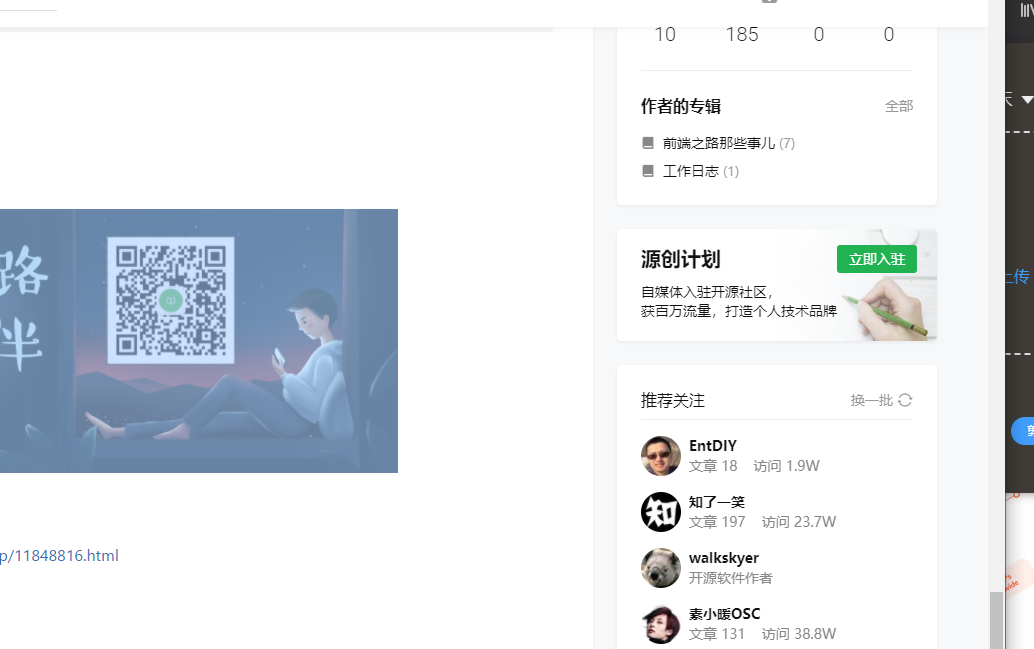 10 185 0 0
作者的专辑 全部
前端之路那些事儿 (7)
工作日志 (1)
路
伴
源创计划 立即入驻
自媒体入驻开源社区，
获百万流量，打造个人技术品牌
推荐关注 换一批
EntDIY
文章 18 访问 1.9W
知
知了一笑
文章 197 访问 23.7W
walkskyer
开源软件作者
素小暖OSC
文章 131 访问 38.8W
p/11848816.html
上传